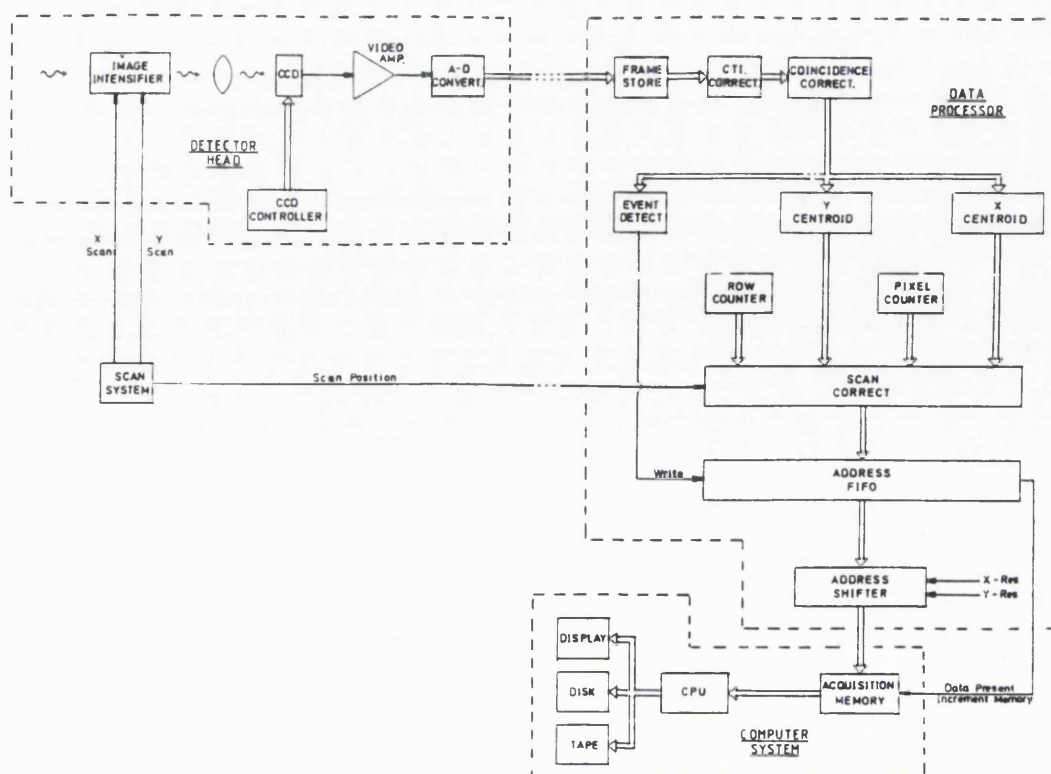 IMAGE
INTENSIFIER
CCD
VIDEO
AMP.
A-D
CONVERT.
FRAME
STORE
CTI.
CORRECT.
COINCIDENCE
CORRECT.
DATA
PROCESSOR
DETECTOR
HEAD
CCD
CONTROLLER
EVENT
DETECT
CENTROID
X
CENTROID
X
Scan
Y
Scan
ROW
COUNTER
PIXEL
COUNTER
SCAN
SYSTEM
Scan Position
SCAN
CORRECT
Write
ADDRESS
FIFO
ADDRESS
SHIFTER
X - Res
Y - Res
DISPLAY
DISK
TAPE
CPU
ACQUISITION
MEMORY
Data Present
Increment Memory
COMPUTER
SYSTEM